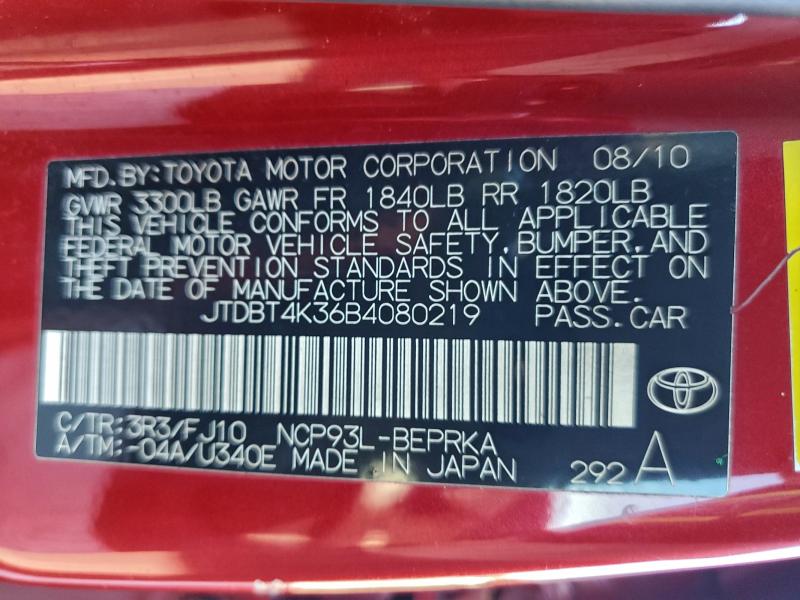 MFD. BY: TOYOTA MOTOR CORPORATION 08/10
GVWR 3300LB GAWR FR 1840LB RR 1820LB
THIS VEHICLE CONFORMS TO ALL APPLICABLE
FEDERAL MOTOR VEHICLE SAFETY, BUMPER, AND
THEFT PREVENTION STANDARDS IN EFFECT ON
THE DATE OF MANUFACTURE SHOWN ABOVE.
JTDBT4K36B4080219 PASS. CAR
C/TR: 3R3/FJ10 NCP93L-BEPRKA
A/TM: -04A/U340E MADE IN JAPAN 292 A